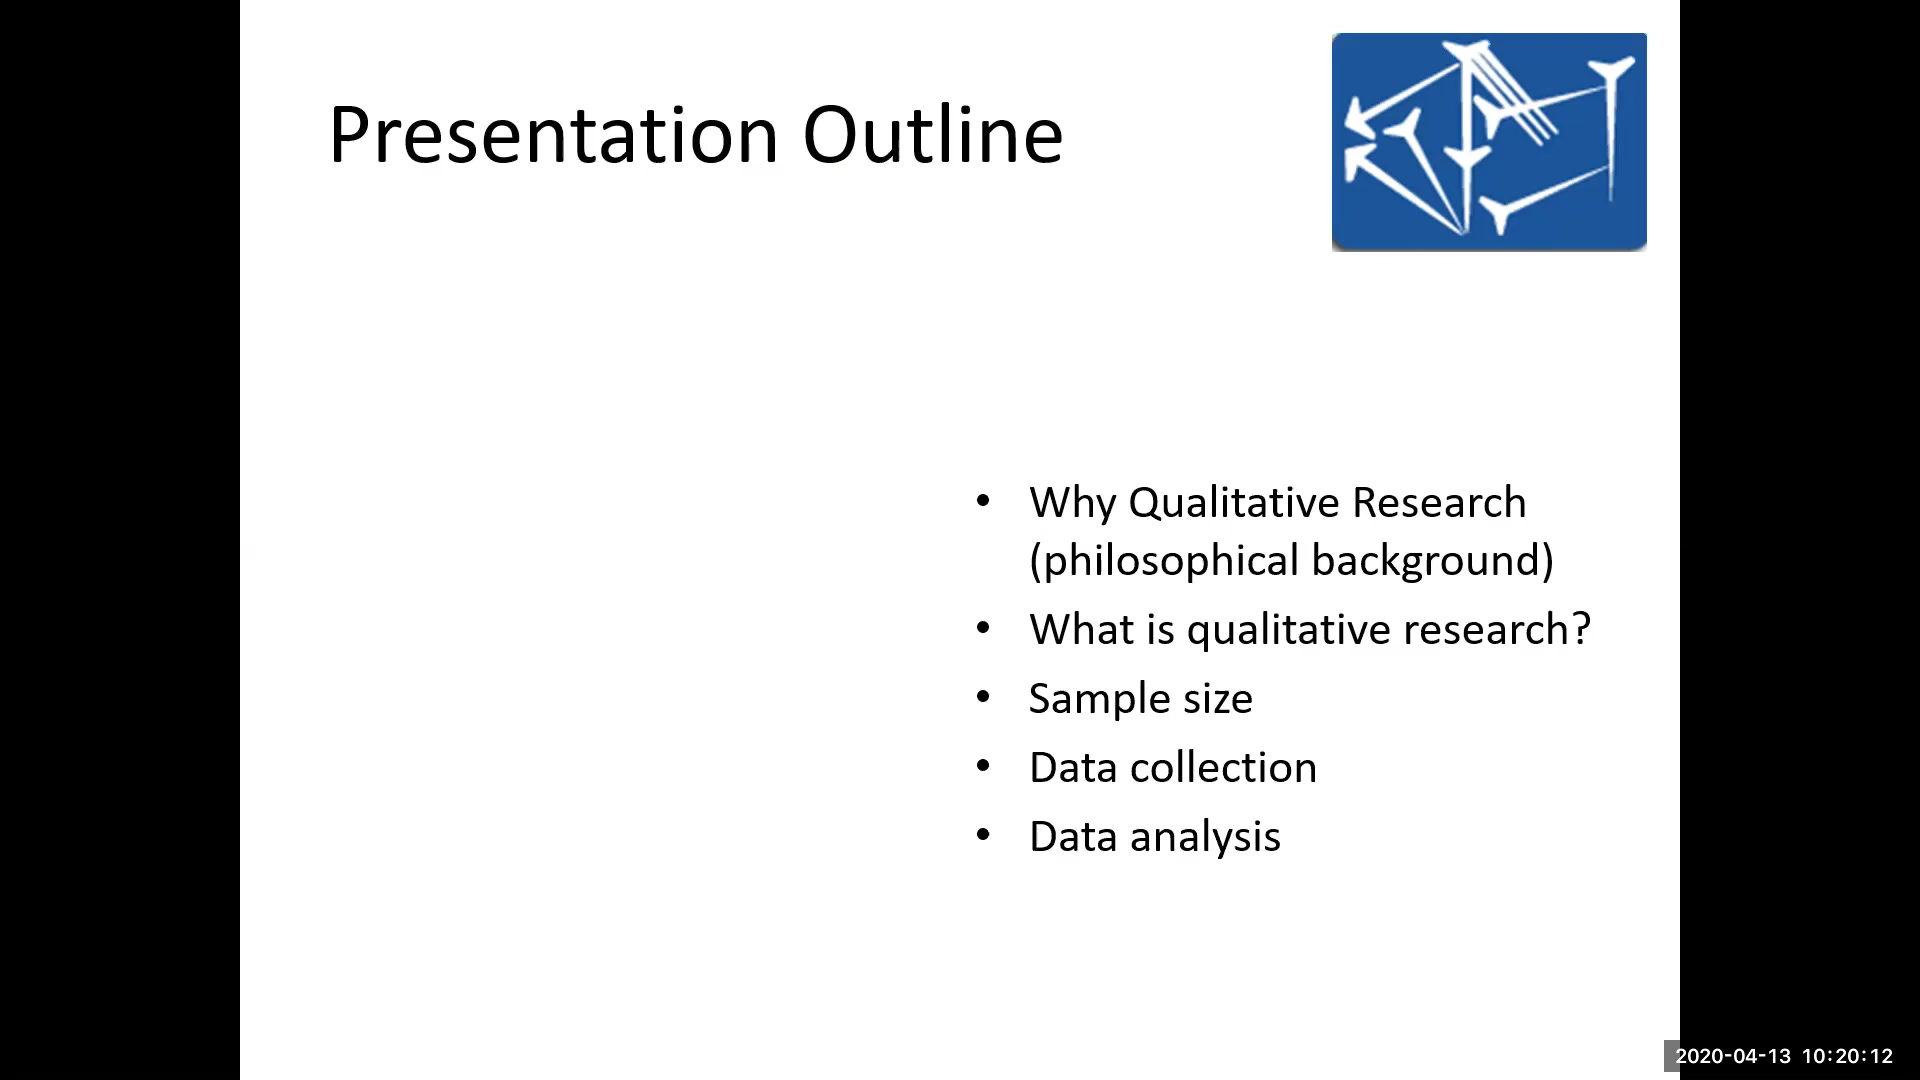 Presentation Outline
• Why Qualitative Research
(philosophical background)
• What is qualitative research?
• Sample size
• Data collection
• Data analysis
2020-04-13 10:20:12